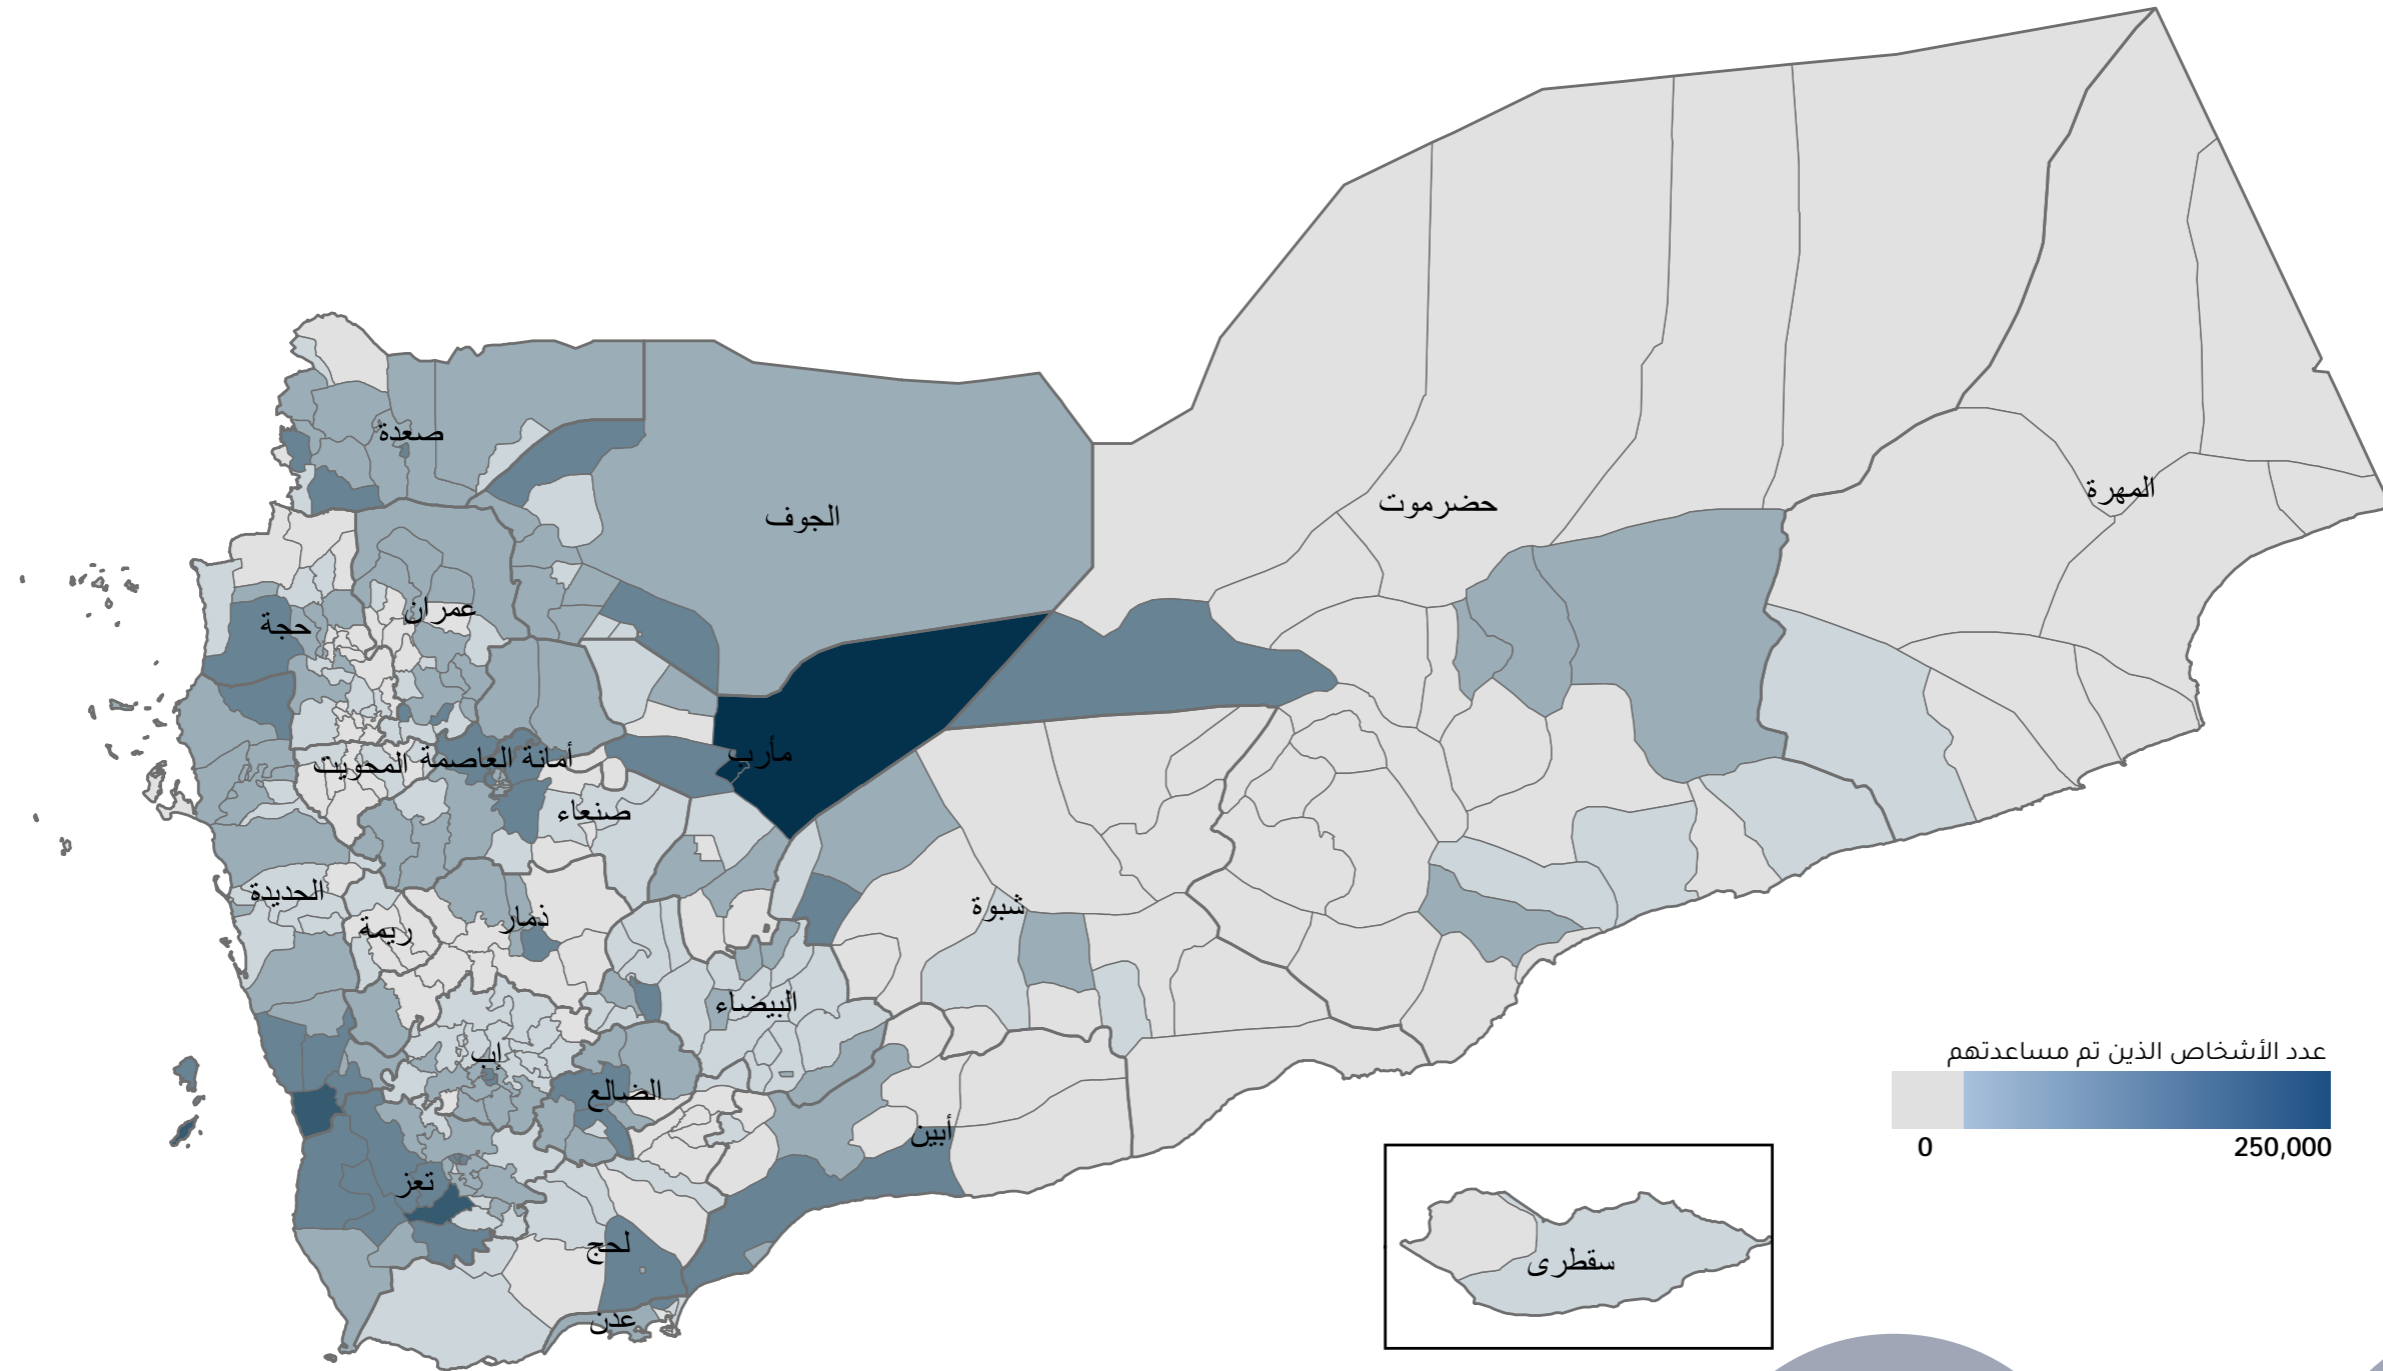 صعدة
الجوف
حضرموت
المهرة
عمران
حجة
مأرب
أمانة العاصمة
المحويت
صنعاء
الحديدة
ذمار
ريمة
شبوة
البيضاء
إب
الضالع
أبين
تعز
لحج
عدن
سقطرى
عدد الأشخاص الذين تم مساعدتهم
0
250,000